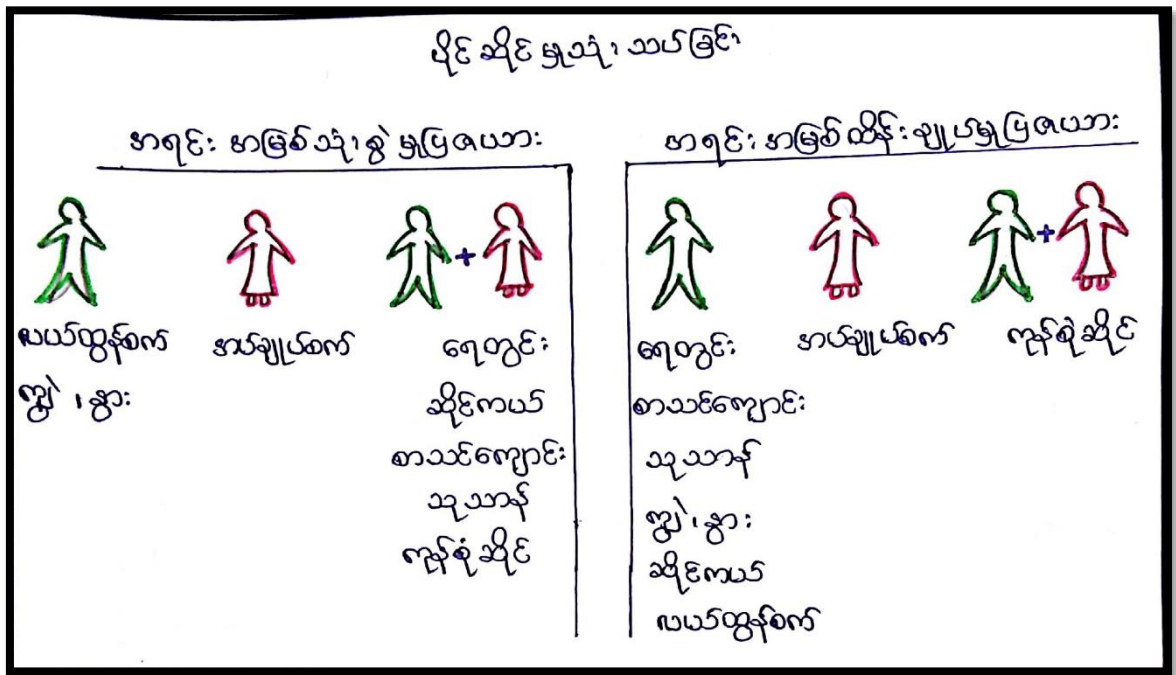 ပိုင်ဆိုင်မှုသုံးသပ်ခြင်း
အရင်းအမြစ်သုံးစွဲမှုပြဇယား
လယ်ထွန်စက်
ကျွဲ၊ နွား
အပ်ချုပ်စက်
+
ရေတွင်း
ဆိုင်ကယ်
စာသင်ကျောင်း
သုသာန်
ကုန်စုံဆိုင်
အရင်းအမြစ်ထိန်းချုပ်မှုပြဇယား
ရေတွင်း
စာသင်ကျောင်း
သုသာန်
ကျွဲ၊ နွား
ဆိုင်ကယ်
လယ်ထွန်စက်
အပ်ချုပ်စက်
+
ကုန်စုံဆိုင်